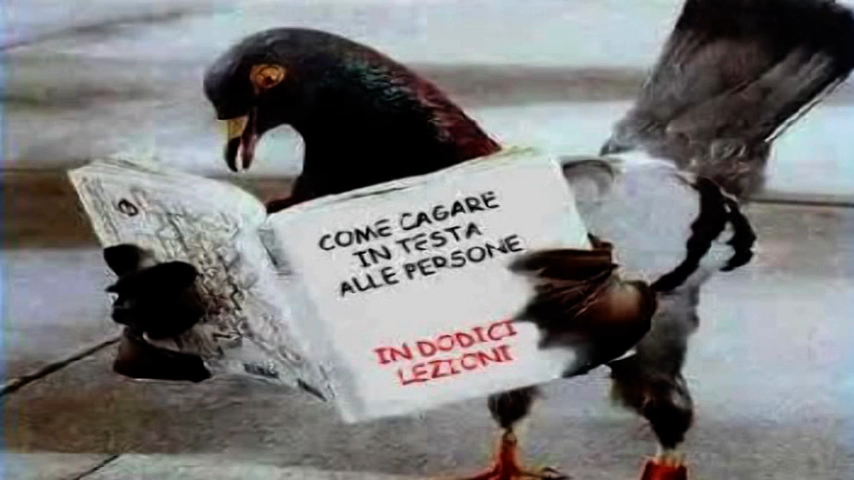 COME CAGARE
IN TESTA
ALLE PERSONE
IN DODICI
LEZIONI